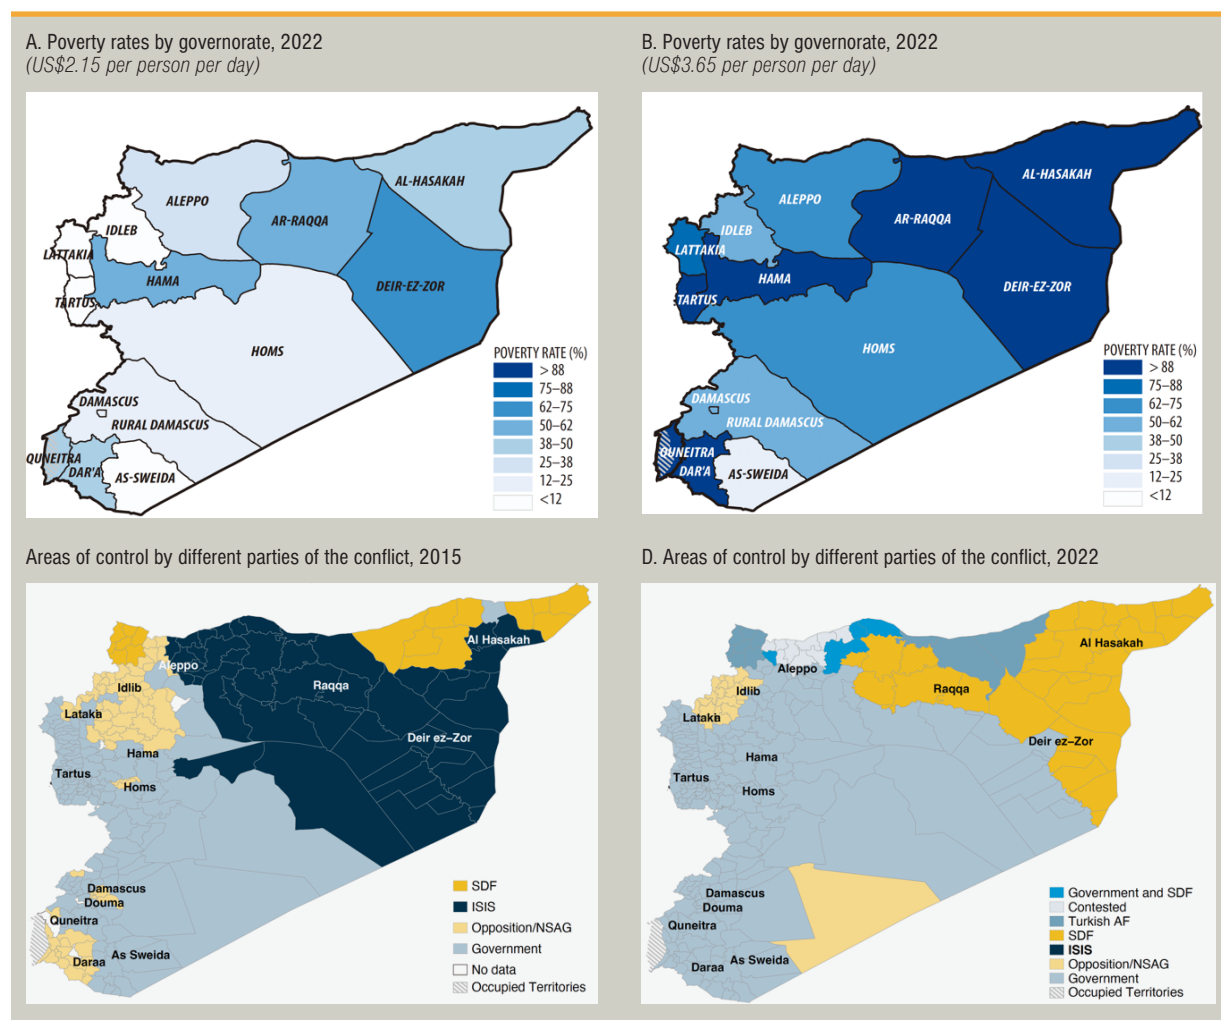 A. Poverty rates by governorate, 2022
(US$2.15 per person per day)
ALEPPO
AL-HASAKAH
AR-RAQQA
IDLEB
LATTAKIA
HAMA
DEIR-EZ-ZOR
TARTUS
HOMS
DAMASCUS
RURAL DAMASCUS
QUNEITRA
DAR'A
AS-SWEIDA
POVERTY RATE (%)
> 88
75–88
62–75
50–62
38–50
25–38
12–25
<12
B. Poverty rates by governorate, 2022
(US$3.65 per person per day)
AL-HASAKAH
ALEPPO
AR-RAQQA
IDLEB
LATTAKIA
HAMA
DEIR-EZ-ZOR
TARTUS
HOMS
DAMASCUS
RURAL DAMASCUS
QUNEITRA
DAR'A
AS-SWEIDA
POVERTY RATE (%)
> 88
75–88
62–75
50–62
38–50
25–38
12–25
<12
Areas of control by different parties of the conflict, 2015
Al Hasakah
Aleppo
Raqqa
Idlib
Lataka
Deir ez–Zor
Hama
Tartus
Homs
Damascus
Douma
Quneitra
As Sweida
Daraa
SDF
ISIS
Opposition/NSAG
Government
No data
Occupied Territories
D. Areas of control by different parties of the conflict, 2022
Al Hasakah
Aleppo
Raqqa
Idlib
Lataka
Deir ez–Zor
Hama
Tartus
Homs
Damascus
Douma
Quneitra
As Sweida
Daraa
Government and SDF
Contested
Turkish AF
SDF
ISIS
Opposition/NSAG
Government
Occupied Territories